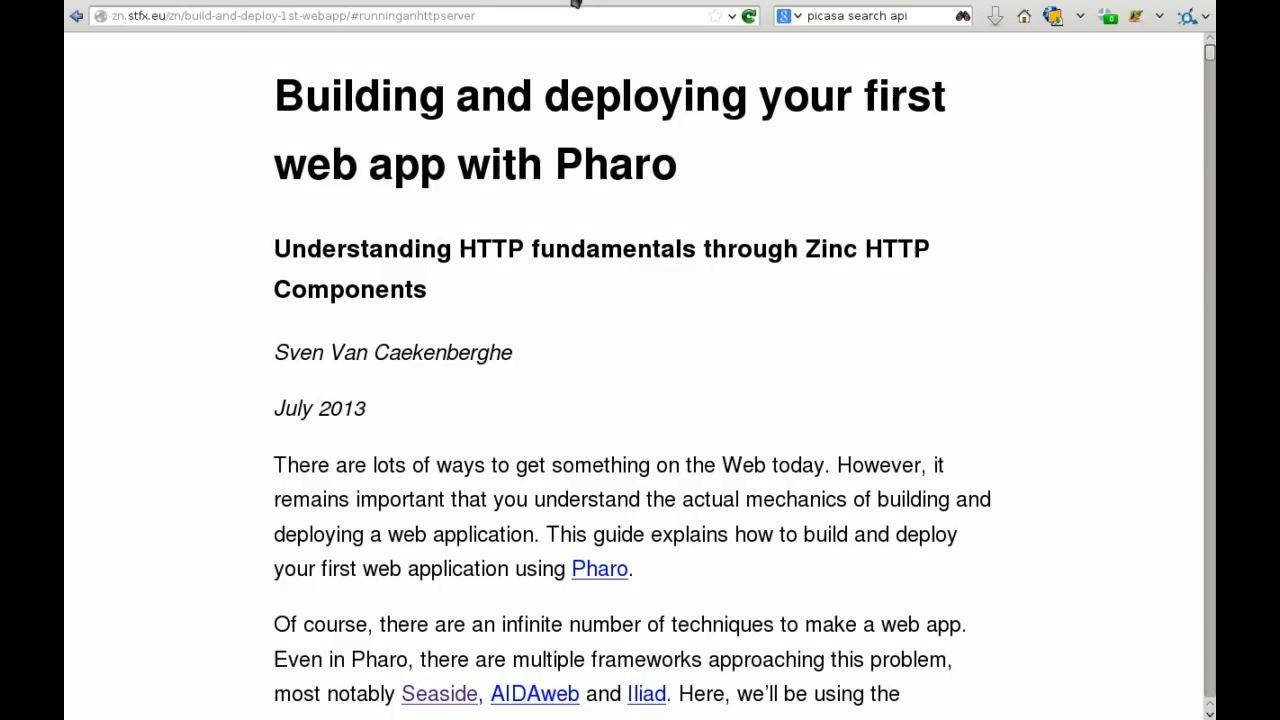 zn.stfx.eu/zn/build-and-deploy-1st-webapp/#runninganhttpserver
picasa search api
Building and deploying your first
web app with Pharo
Understanding HTTP fundamentals through Zinc HTTP
Components
Sven Van Caekenberghe
July 2013
There are lots of ways to get something on the Web today. However, it
remains important that you understand the actual mechanics of building and
deploying a web application. This guide explains how to build and deploy
your first web application using Pharo.
Of course, there are an infinite number of techniques to make a web app.
Even in Pharo, there are multiple frameworks approaching this problem,
most notably Seaside, AIDAweb and Iliad. Here, we’ll be using the